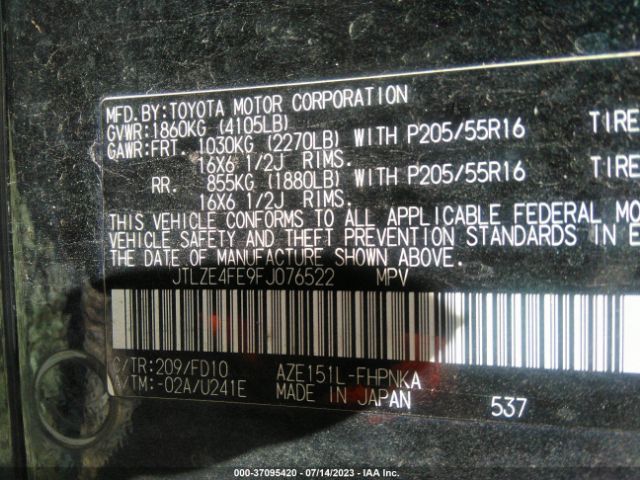 MFD.BY:TOYOTA MOTOR CORPORATION
GVWR:1860KG (4105LB)
GAWR:FRT. 1030KG (2270LB) WITH P205/55R16 TIRE
16X6 1/2J RIMS.
RR. 855KG (1880LB) WITH P205/55R16 TIRE
16X6 1/2J RIMS.
THIS VEHICLE CONFORMS TO ALL APPLICABLE FEDERAL MO
VEHICLE SAFETY AND THEFT PREVENTION STANDARDS IN E
THE DATE OF MANUFACTURE SHOWN ABOVE.
JTLZE4FE9FJ076522 MPV
C/TR:209/FD10 AZE151L-FHPNKA
A/TM:-02A/U241E MADE IN JAPAN 537
000-37095420 - 07/14/2023 - IAA Inc.